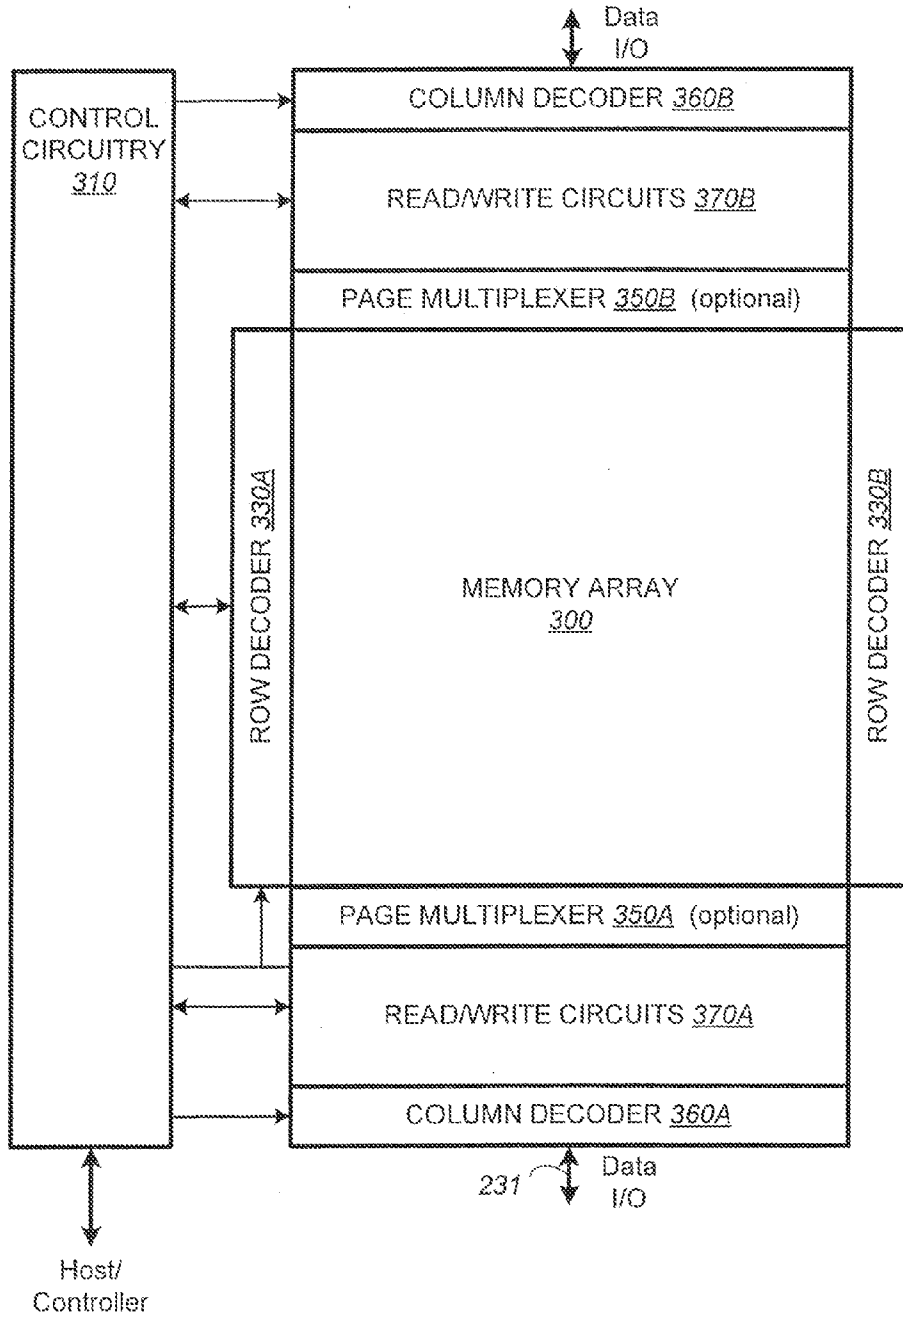 Data
I/O
COLUMN DECODER 360B
CONTROL
CIRCUITRY
310
READ/WRITE CIRCUITS 370B
PAGE MULTIPLEXER 350B (optional)
ROW DECODER 330A
MEMORY ARRAY
300
ROW DECODER 330B
PAGE MULTIPLEXER 350A (optional)
READ/WRITE CIRCUITS 370A
COLUMN DECODER 360A
231
Data
I/O
Host/
Controller